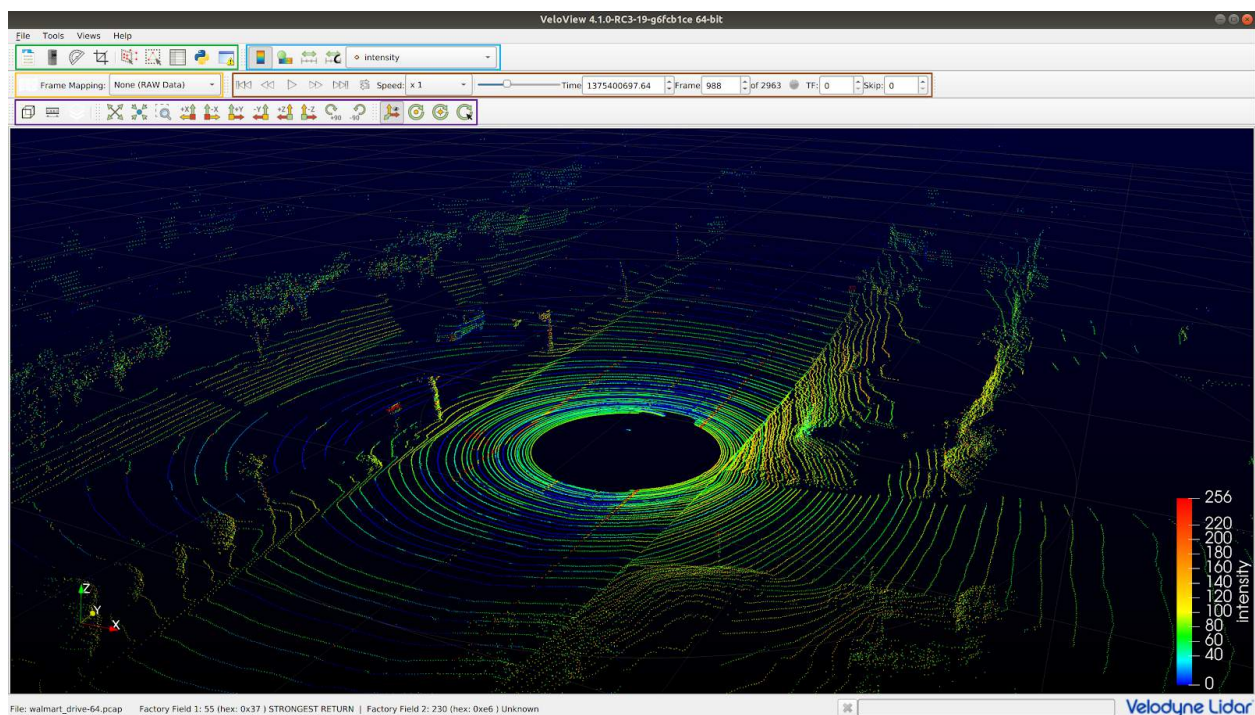 VeloView 4.1.0-RC3-19-g6fcb1ce 64-bit
File Tools Views Help
intensity
Frame Mapping: None (RAW Data) Speed: x 1 Time 1375400697.64 Frame 988 of 2963 TF: 0 Skip: 0
+X -X +Y -Y +Z -Z +90 -90
256
220
200
180
160
140
120
100
80
60
40
0
intensity
Z
Y
X
File: walmart_drive-64.pcap Factory Field 1: 55 (hex: 0x37 ) STRONGEST RETURN | Factory Field 2: 230 (hex: 0xe6 ) Unknown
Velodyne Lidar